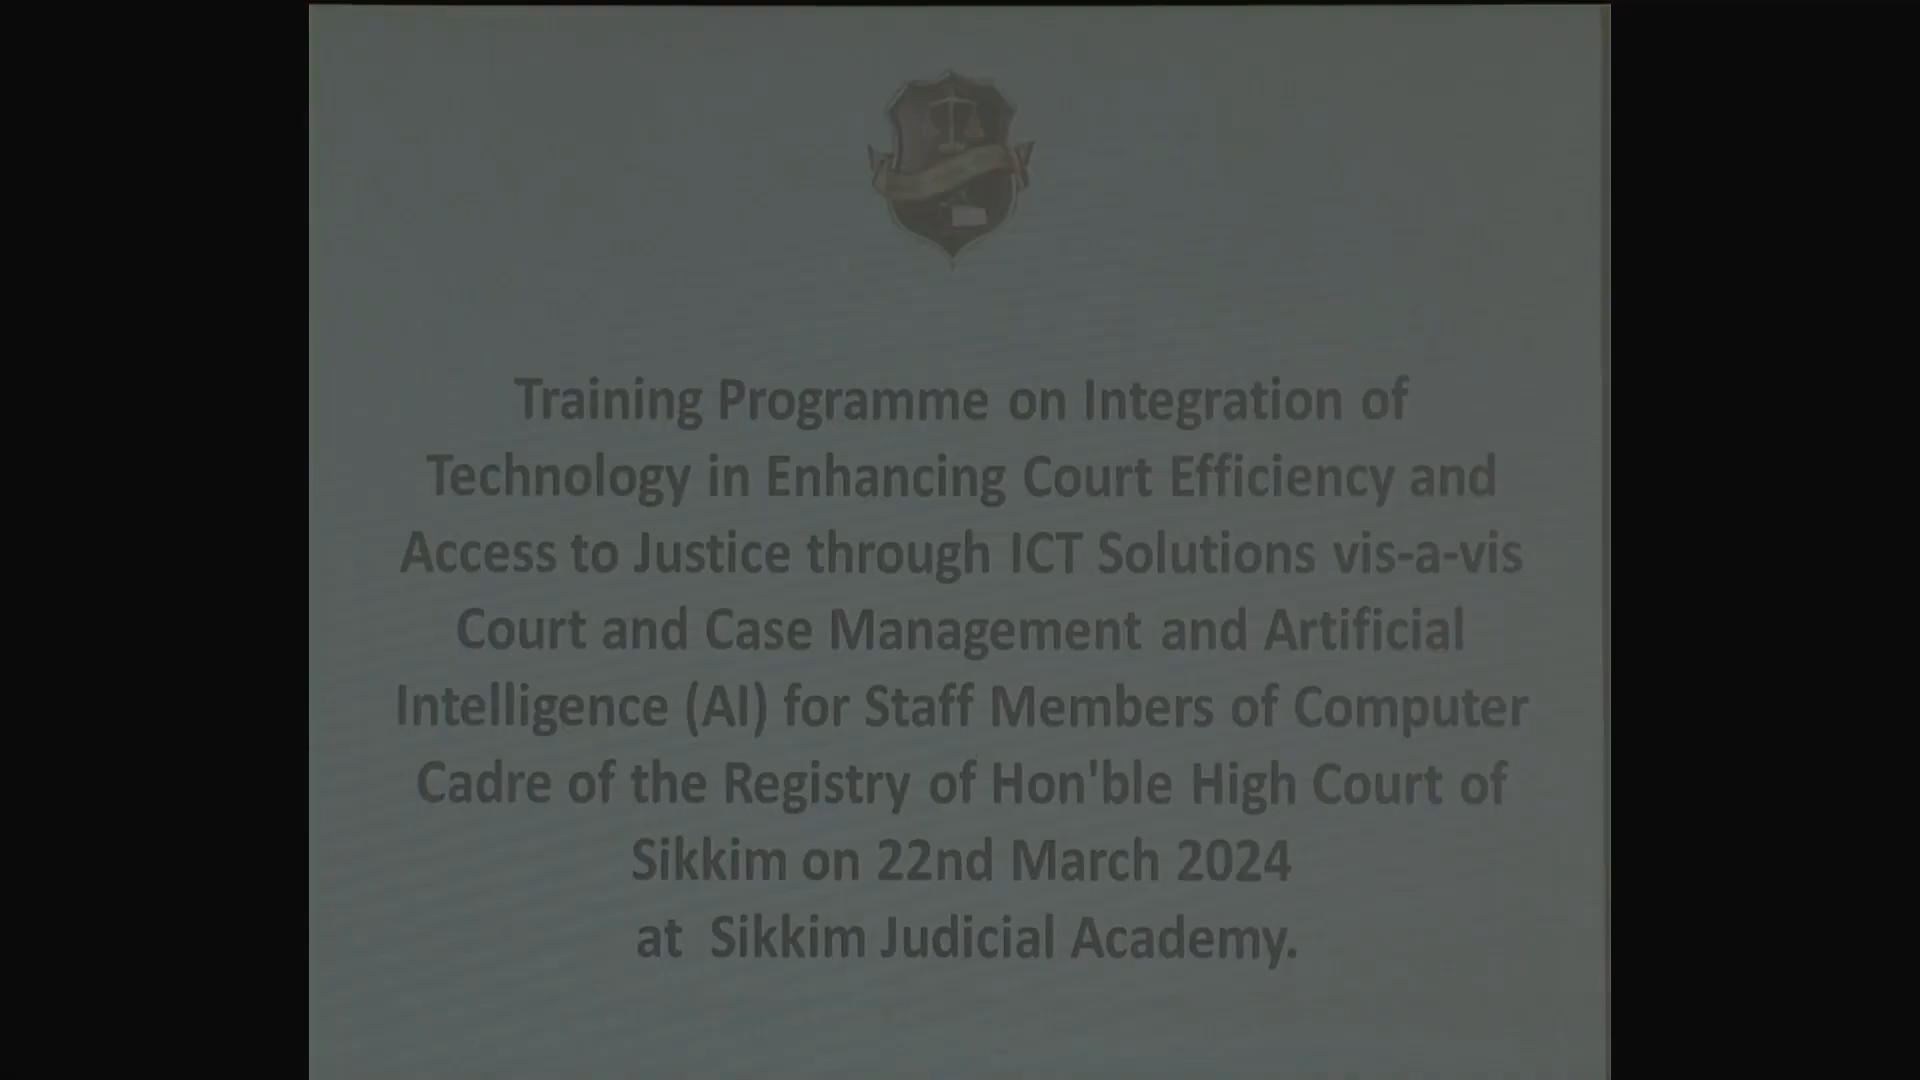 Training Programme on Integration of
Technology in Enhancing Court Efficiency and
Access to Justice through ICT Solutions vis-a-vis
Court and Case Management and Artificial
Intelligence (AI) for Staff Members of Computer
Cadre of the Registry of Hon'ble High Court of
Sikkim on 22nd March 2024
at Sikkim Judicial Academy.